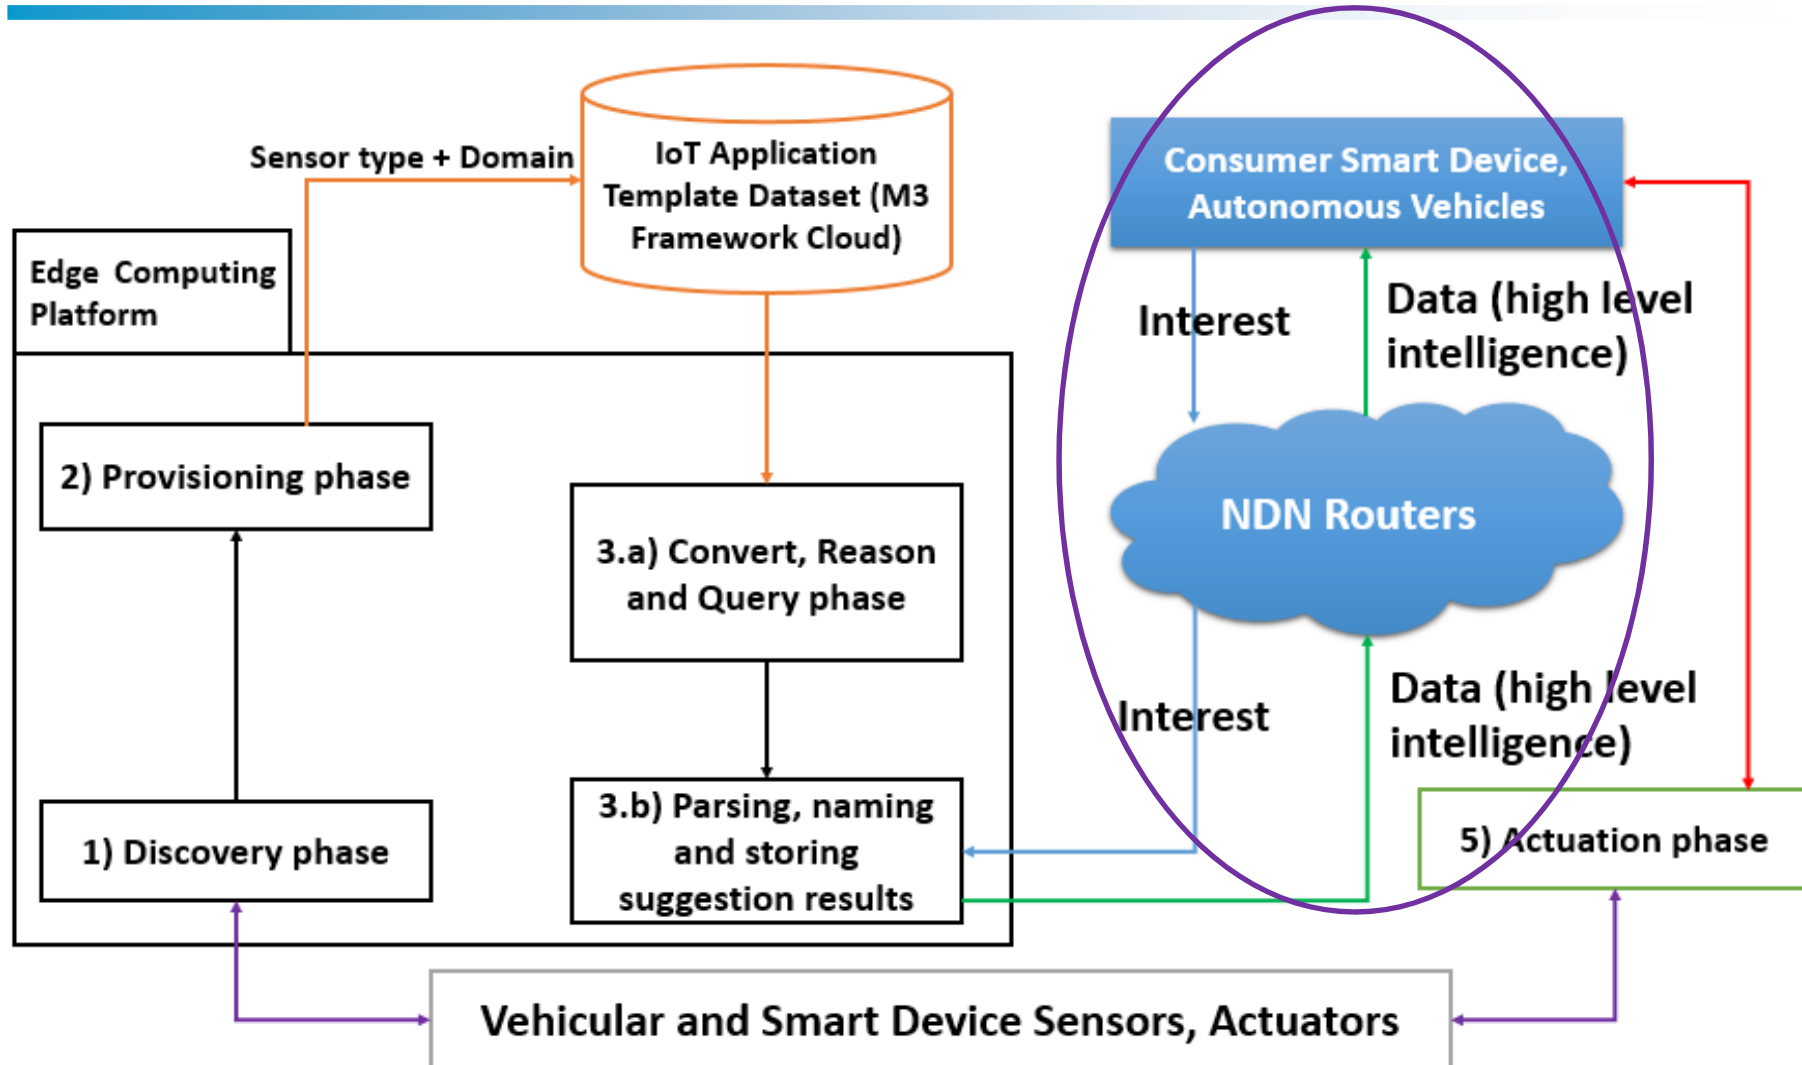 Sensor type + Domain
IoT Application
Template Dataset (M3
Framework Cloud)
Edge Computing
Platform
2) Provisioning phase
1) Discovery phase
3.a) Convert, Reason
and Query phase
3.b) Parsing, naming
and storing
suggestion results
Consumer Smart Device,
Autonomous Vehicles
Interest
Data (high level
intelligence)
NDN Routers
Interest
Data (high level
intelligence)
5) Actuation phase
Vehicular and Smart Device Sensors, Actuators